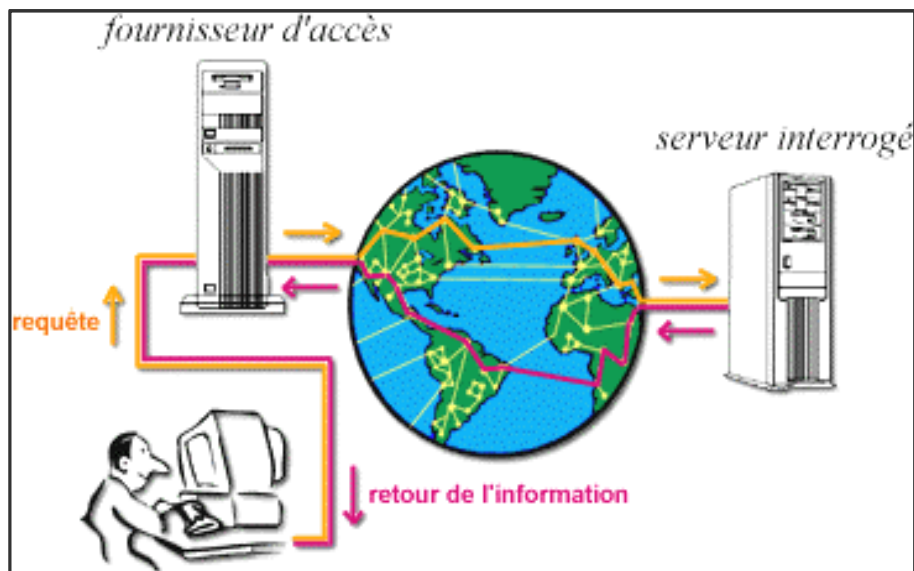 fournisseur d'accès
serveur interrogé
requête
retour de l'information